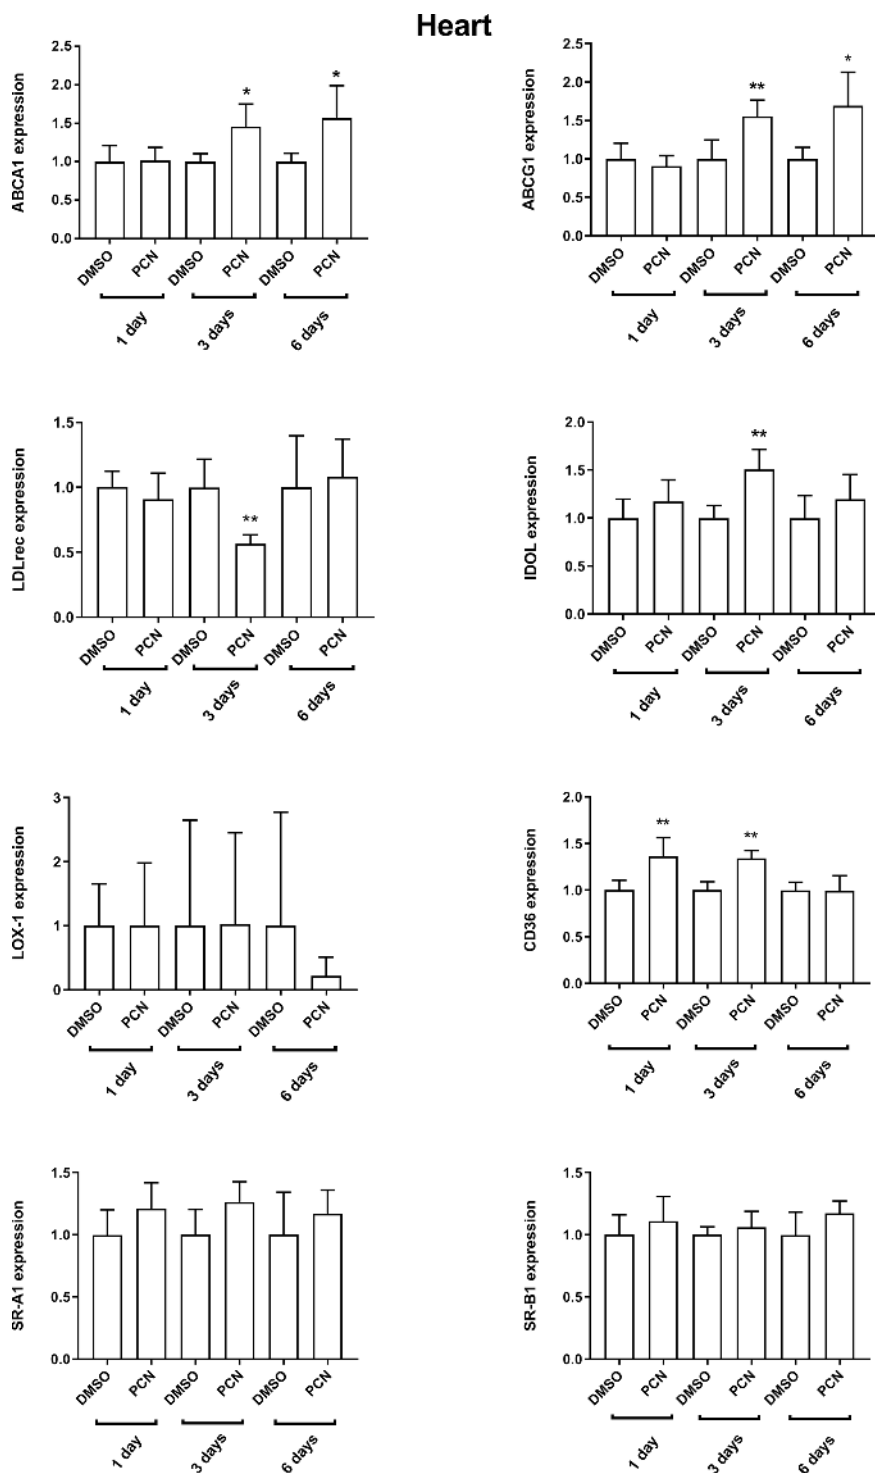 Heart
ABCA1 expression
2.5
2.0
1.5
1.0
0.5
0.0
* *
DMSO PCN DMSO PCN DMSO PCN
1 day 3 days 6 days
ABCG1 expression
2.5
2.0
1.5
1.0
0.5
0.0
** *
DMSO PCN DMSO PCN DMSO PCN
1 day 3 days 6 days
LDLrec expression
1.5
1.0
0.5
0.0
**
DMSO PCN DMSO PCN DMSO PCN
1 day 3 days 6 days
IDOL expression
2.0
1.5
1.0
0.5
0.0
**
DMSO PCN DMSO PCN DMSO PCN
1 day 3 days 6 days
LOX-1 expression
3
2
1
0
DMSO PCN DMSO PCN DMSO PCN
1 day 3 days 6 days
CD36 expression
2.0
1.5
1.0
0.5
0.0
** **
DMSO PCN DMSO PCN DMSO PCN
1 day 3 days 6 days
SR-A1 expression
1.5
1.0
0.5
0.0
DMSO PCN DMSO PCN DMSO PCN
1 day 3 days 6 days
SR-B1 expression
1.5
1.0
0.5
0.0
DMSO PCN DMSO PCN DMSO PCN
1 day 3 days 6 days